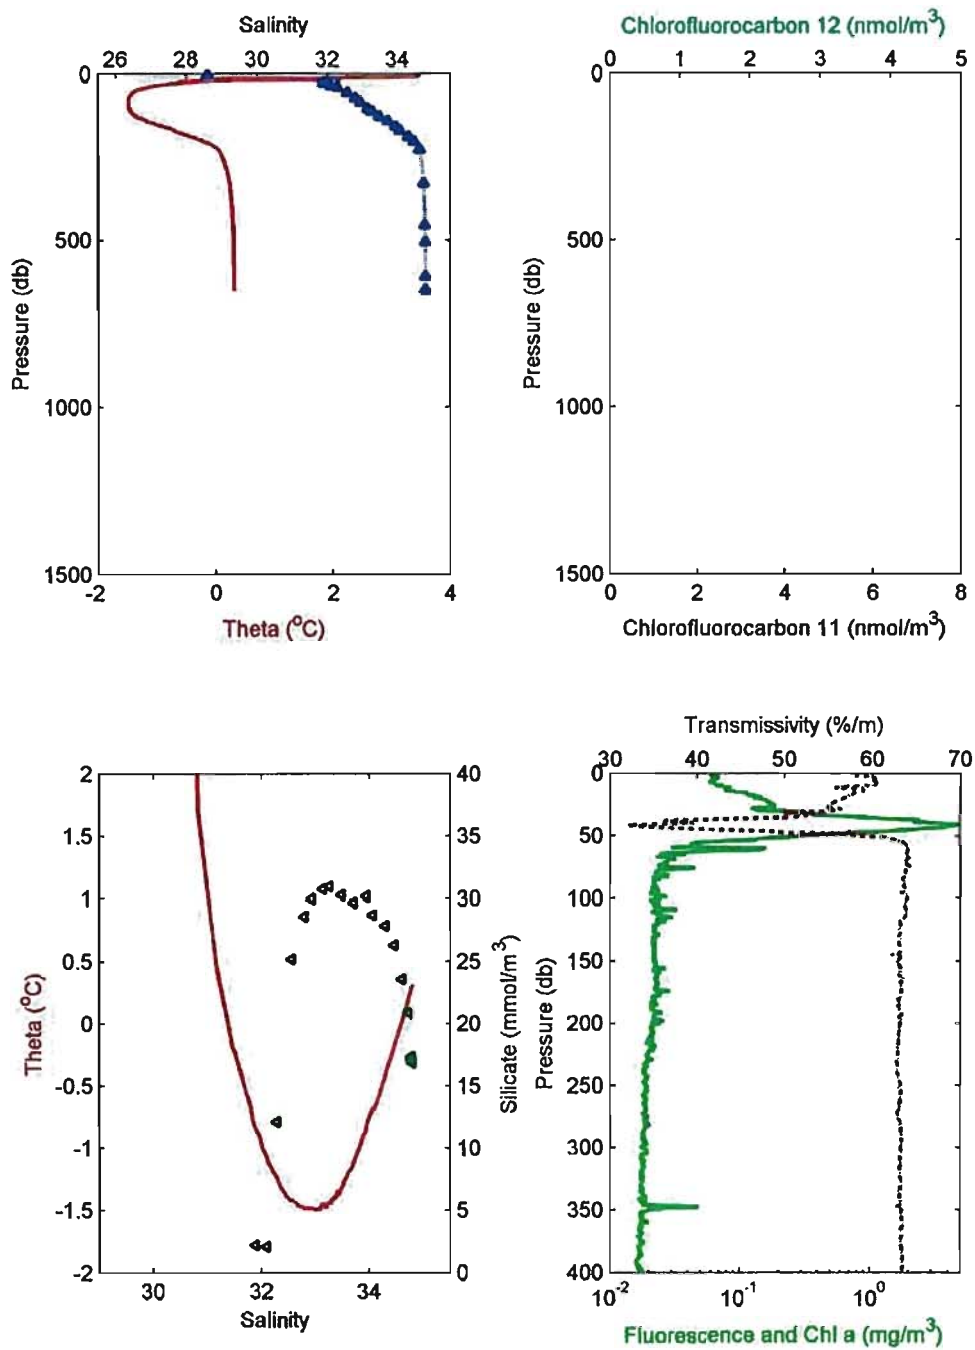 Salinity
26 28 30 32 34
0
500
1000
1500
Pressure (db)
-2 0 2 4
Theta (°C)
Chlorofluorocarbon 12 (nmol/m³)
0 1 2 3 4 5
0
500
1000
1500
Pressure (db)
0 2 4 6 8
Chlorofluorocarbon 11 (nmol/m³)
2
1.5
1
0.5
0
-0.5
-1
-1.5
-2
Theta (°C)
30 32 34
Salinity
40
35
30
25
20
15
10
5
0
Silicate (mmol/m³)
Transmissivity (%/m)
30 40 50 60 70
0
50
100
150
200
250
300
350
400
Pressure (db)
10⁻² 10⁻¹ 10⁰
Fluorescence and Chl a (mg/m³)